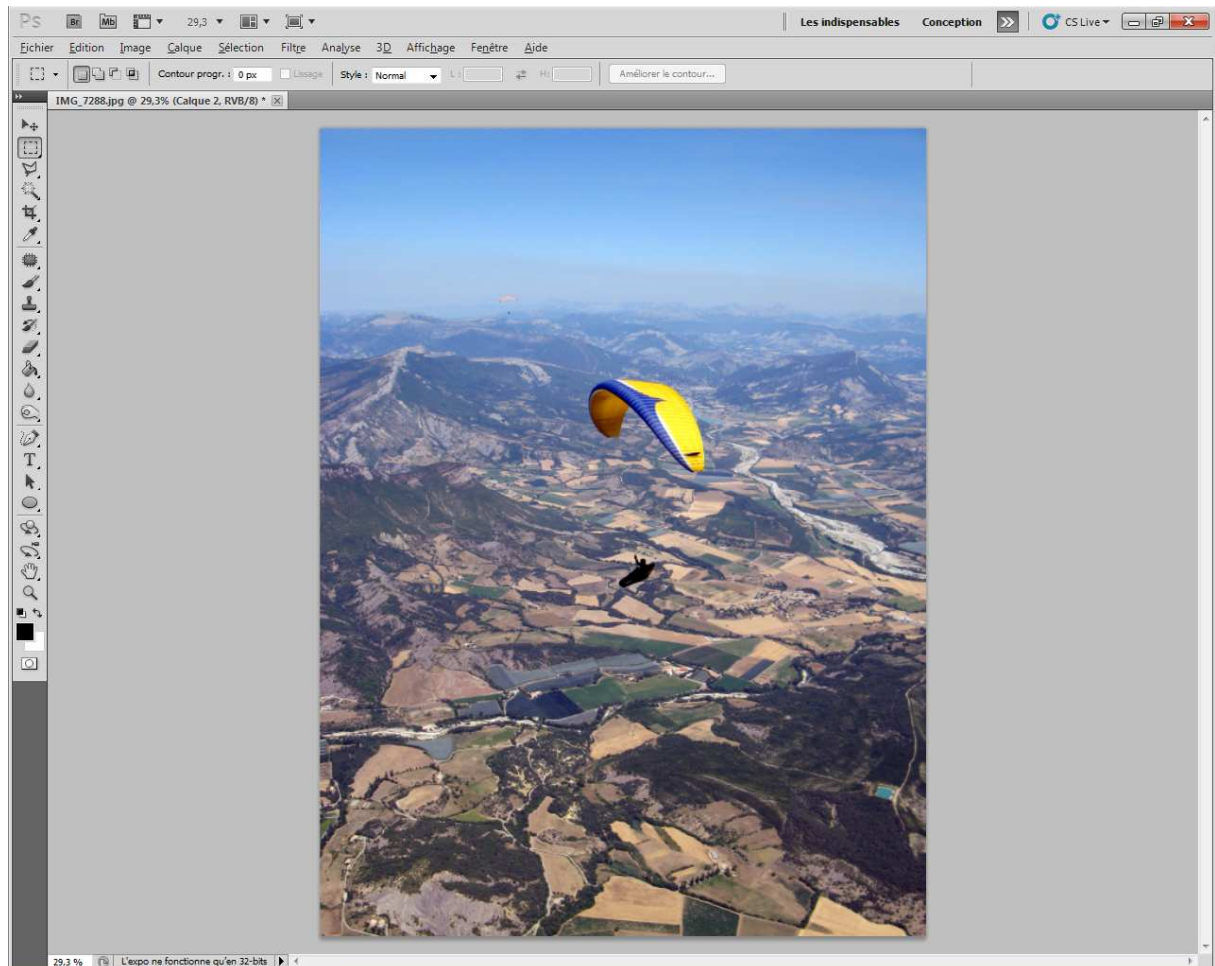 Ps Br Mb 29,3 Les indispensables Conception CS Live
Fichier Edition Image Calque Sélection Filtre Analyse 3D Affichage Fenêtre Aide
Contour progr. : 0 px Lissage Style : Normal L : H : Améliorer le contour...
IMG_7288.jpg @ 29,3% (Calque 2, RVB/8) *
T
29,3 % L'expo ne fonctionne qu'en 32-bits